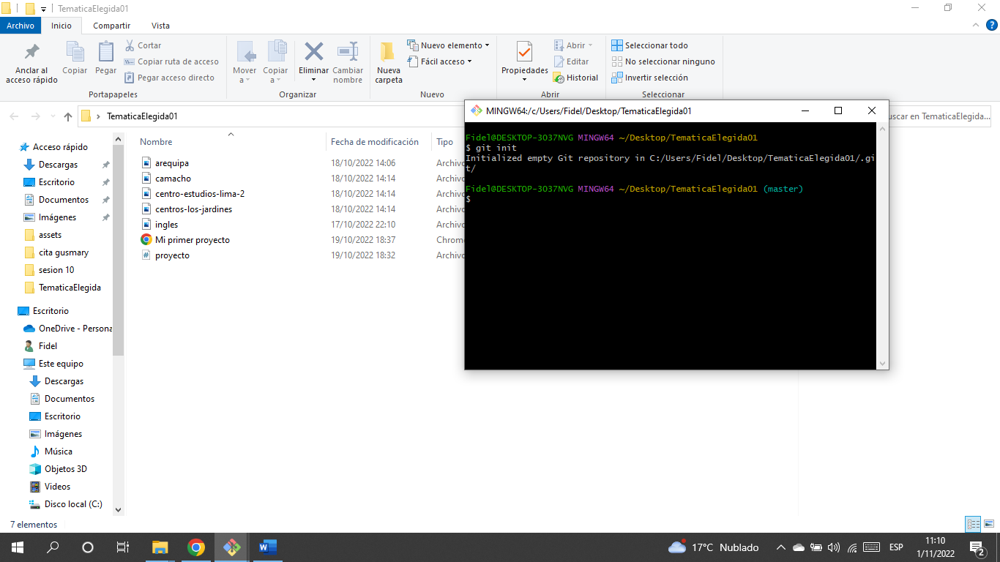 TematicaElegida01
Archivo Inicio Compartir Vista
Anclar al acceso rápido
Copiar
Pegar
Cortar
Copiar ruta de acceso
Pegar acceso directo
Portapapeles
Mover a
Copiar a
Eliminar
Cambiar nombre
Organizar
Nueva carpeta
Nuevo elemento
Fácil acceso
Nuevo
Propiedades
Abrir
Editar
Historial
Abrir
Seleccionar todo
No seleccionar ninguno
Invertir selección
Seleccionar
TematicaElegida01
uscar en TematicaElegida...
Acceso rápido
Descargas
Escritorio
Documentos
Imágenes
assets
cita gusmary
sesion 10
TematicaElegida
Escritorio
OneDrive - Persona
Fidel
Este equipo
Descargas
Documentos
Escritorio
Imágenes
Música
Objetos 3D
Videos
Disco local (C:)
Nombre Fecha de modificación Tipo
arequipa 18/10/2022 14:06 Archivo
camacho 18/10/2022 14:14 Archivo
centro-estudios-lima-2 18/10/2022 14:14 Archivo
centros-los-jardines 18/10/2022 14:14 Archivo
ingles 17/10/2022 22:10 Archivo
Mi primer proyecto 19/10/2022 18:37 Chrome
proyecto 19/10/2022 18:32 Archivo
MINGW64:/c/Users/Fidel/Desktop/TematicaElegida01
Fidel@DESKTOP-3O37NVG MINGW64 ~/Desktop/TematicaElegida01
$ git init
Initialized empty Git repository in C:/Users/Fidel/Desktop/TematicaElegida01/.gi
t/
Fidel@DESKTOP-3O37NVG MINGW64 ~/Desktop/TematicaElegida01 (master)
$
7 elementos
17°C Nublado
ESP
11:10
1/11/2022
2